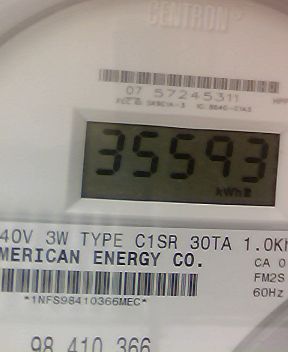 CENTRON®
07 57245311
35593
kWh
40V 3W TYPE C1SR 30TA 1.0Kh
MERICAN ENERGY CO.
CA 0
FM2S
60Hz
*1NFS98410366MEC*
98 410 366